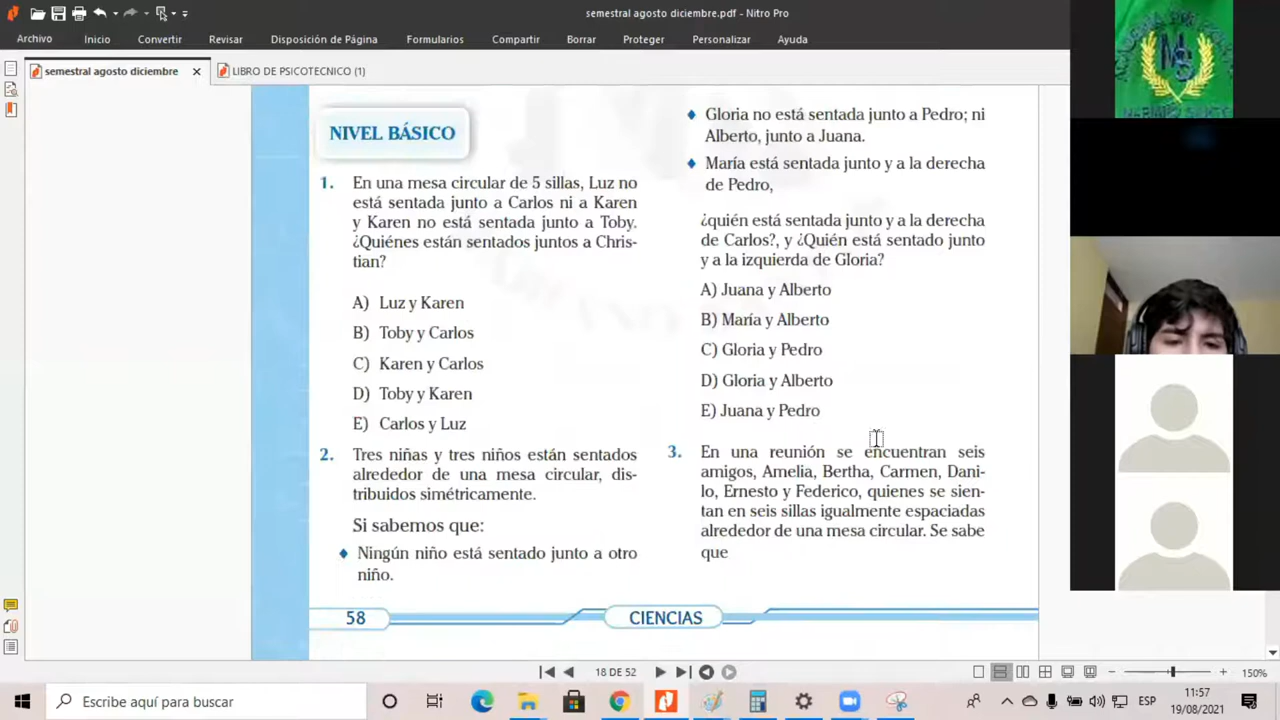 semestral agosto diciembre.pdf - Nitro Pro
Archivo Inicio Convertir Revisar Disposición de Página Formularios Compartir Borrar Proteger Personalizar Ayuda
semestral agosto diciembre
LIBRO DE PSICOTECNICO (1)
NIVEL BÁSICO
1. En una mesa circular de 5 sillas, Luz no
está sentada junto a Carlos ni a Karen
y Karen no está sentada junto a Toby.
¿Quiénes están sentados juntos a Chris-
tian?
A) Luz y Karen
B) Toby y Carlos
C) Karen y Carlos
D) Toby y Karen
E) Carlos y Luz
2. Tres niñas y tres niños están sentados
alrededor de una mesa circular, dis-
tribuidos simétricamente.
Si sabemos que:
♦ Ningún niño está sentado junto a otro
niño.
♦ Gloria no está sentada junto a Pedro; ni
Alberto, junto a Juana.
♦ María está sentada junto y a la derecha
de Pedro,
¿quién está sentada junto y a la derecha
de Carlos?, y ¿Quién está sentado junto
y a la izquierda de Gloria?
A) Juana y Alberto
B) María y Alberto
C) Gloria y Pedro
D) Gloria y Alberto
E) Juana y Pedro
3. En una reunión se encuentran seis
amigos, Amelia, Bertha, Carmen, Dani-
lo, Ernesto y Federico, quienes se sien-
tan en seis sillas igualmente espaciadas
alrededor de una mesa circular. Se sabe
que
58
CIENCIAS
18 DE 52
150%
Escribe aquí para buscar
ESP
11:57
19/08/2021